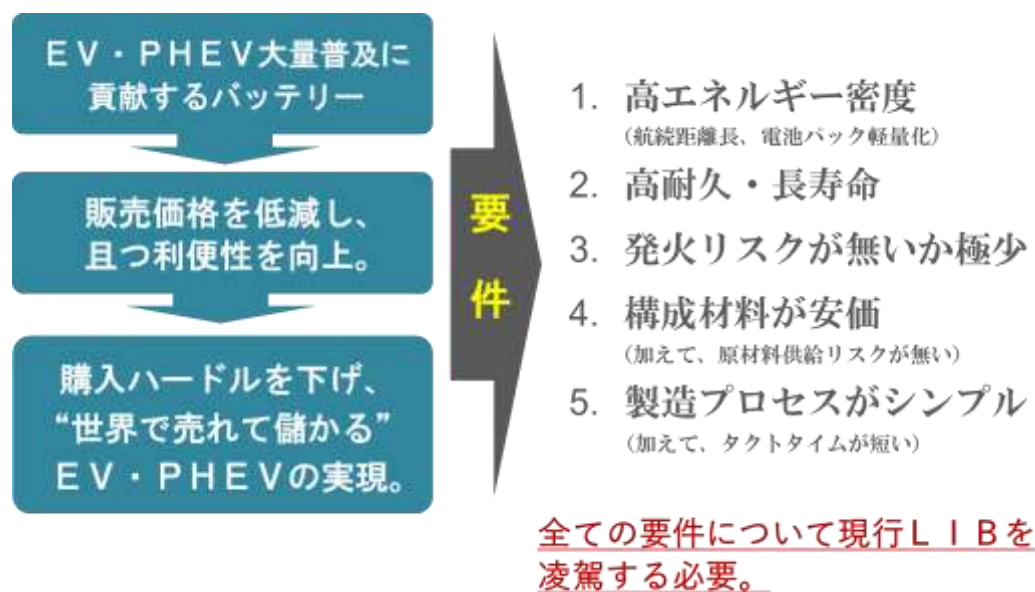 EV・PHEV大量普及に
貢献するバッテリー
販売価格を低減し、
且つ利便性を向上。
購入ハードルを下げ、
“世界で売れて儲かる”
EV・PHEVの実現。
要
件
1. 高エネルギー密度
(航続距離長、電池パック軽量化)
2. 高耐久・長寿命
3. 発火リスクが無いか極少
4. 構成材料が安価
(加えて、原材料供給リスクが無い)
5. 製造プロセスがシンプル
(加えて、タクトタイムが短い)
全ての要件について現行LIBを
凌駕する必要。